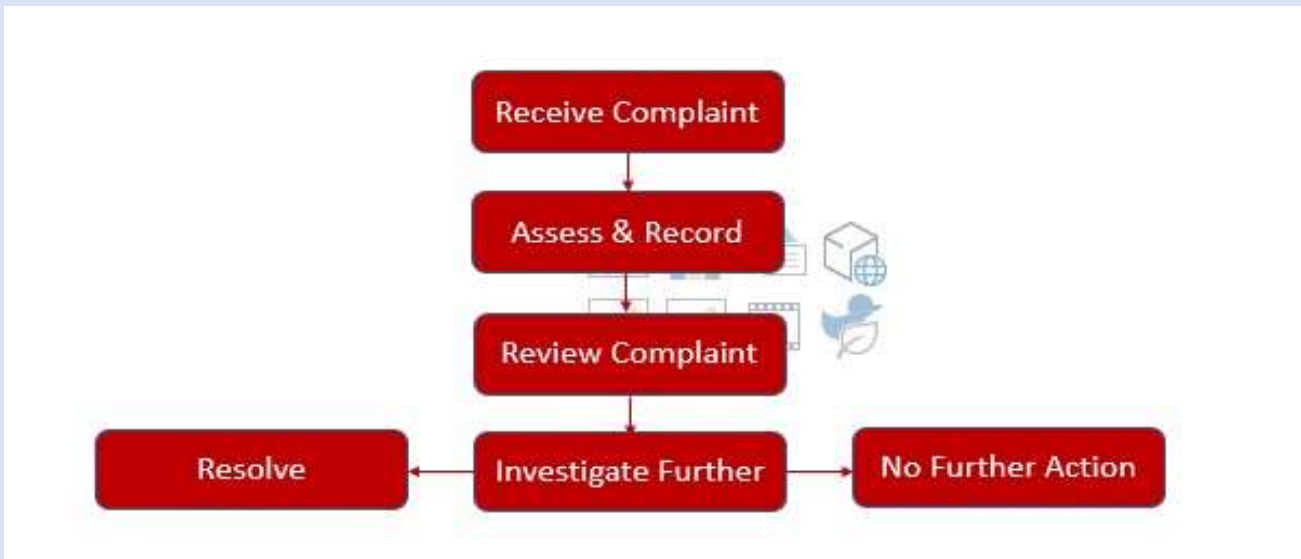 Receive Complaint
Assess & Record
Review Complaint
Resolve
Investigate Further
No Further Action